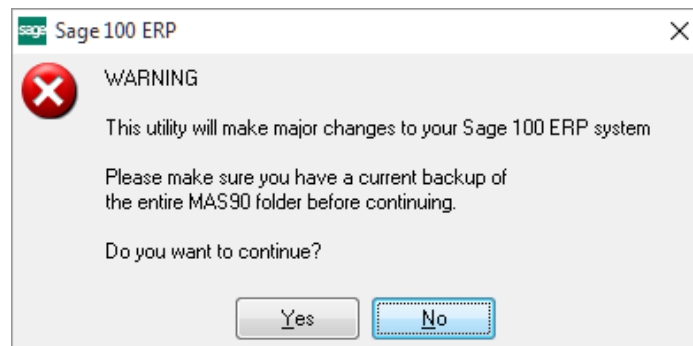 sage Sage 100 ERP
WARNING
This utility will make major changes to your Sage 100 ERP system
Please make sure you have a current backup of
the entire MAS90 folder before continuing.
Do you want to continue?
Yes No